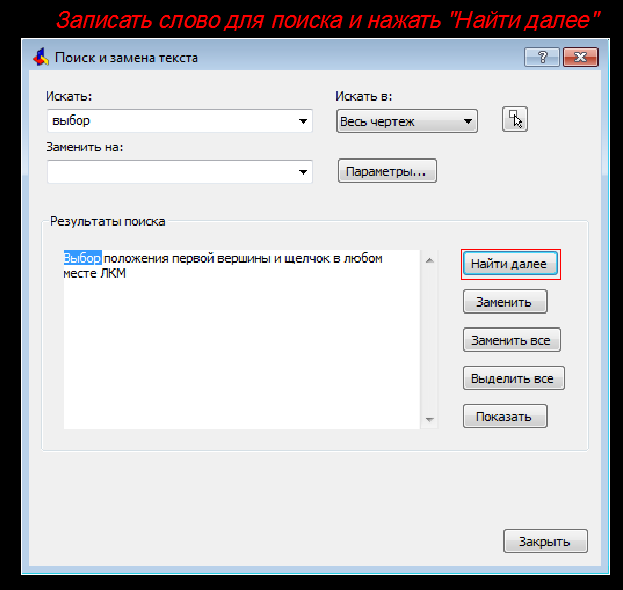 Записать слово для поиска и нажать "Найти далее"
Поиск и замена текста
Искать:
Искать в:
выбор
Весь чертеж
Заменить на:
Параметры...
Результаты поиска
Выбор положения первой вершины и щелчок в любом
месте ЛКМ
Найти далее
Заменить
Заменить все
Выделить все
Показать
Закрыть